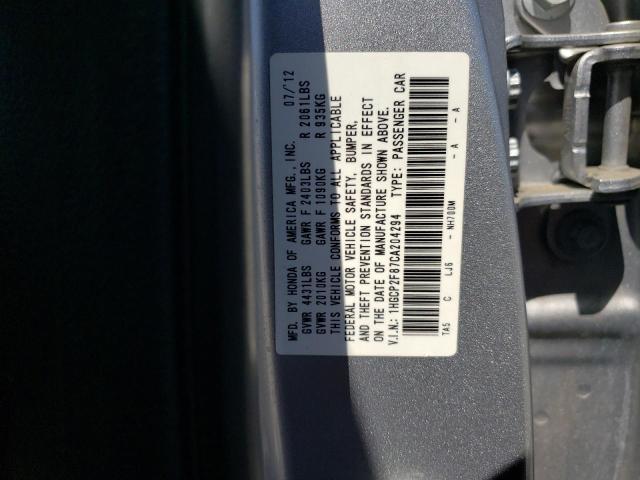 MFD. BY HONDA OF AMERICA MFG., INC. 07/'12
GVWR 4431LBS GAWR F 2403LBS R 2061LBS
GVWR 2010KG GAWR F 1090KG R 935KG
THIS VEHICLE CONFORMS TO ALL APPLICABLE
FEDERAL MOTOR VEHICLE SAFETY, BUMPER,
AND THEFT PREVENTION STANDARDS IN EFFECT
ON THE DATE OF MANUFACTURE SHOWN ABOVE.
V.I.N.: 1HGCP2F87CA204294 TYPE: PASSENGER CAR
TA5 C LJ6 - NH700M - A - A